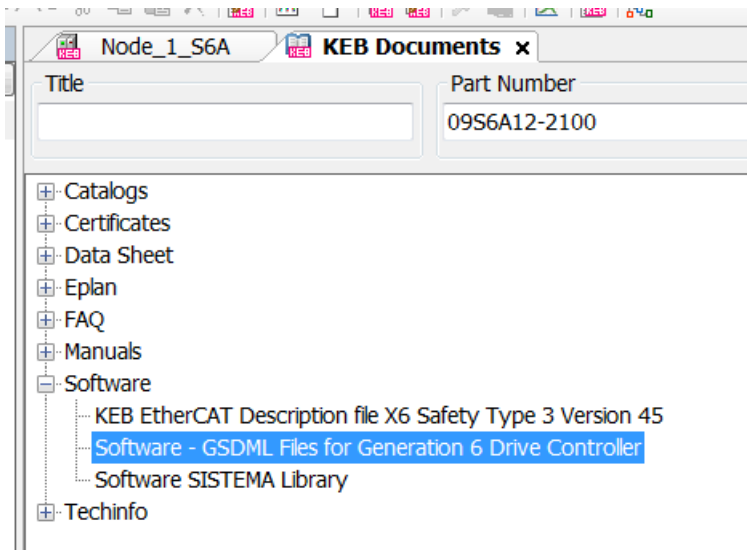 Node_1_S6A
KEB Documents x
Title
Part Number
09S6A12-2100
Catalogs
Certificates
Data Sheet
Eplan
FAQ
Manuals
Software
KEB EtherCAT Description file X6 Safety Type 3 Version 45
Software - GSDML Files for Generation 6 Drive Controller
Software SISTEMA Library
Techinfo